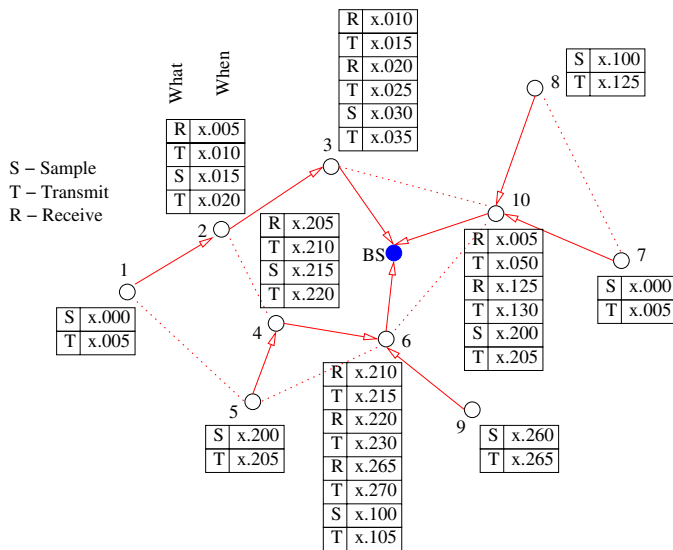 What
When
S – Sample
T – Transmit
R – Receive
R x.005
T x.010
S x.015
T x.020
2
R x.010
T x.015
R x.020
T x.025
S x.030
T x.035
3
S x.100
T x.125
8
1
S x.000
T x.005
R x.205
T x.210
S x.215
T x.220
4
BS
10
R x.005
T x.050
R x.125
T x.130
S x.200
T x.205
7
S x.000
T x.005
5
S x.200
T x.205
6
R x.210
T x.215
R x.220
T x.230
R x.265
T x.270
S x.100
T x.105
9
S x.260
T x.265